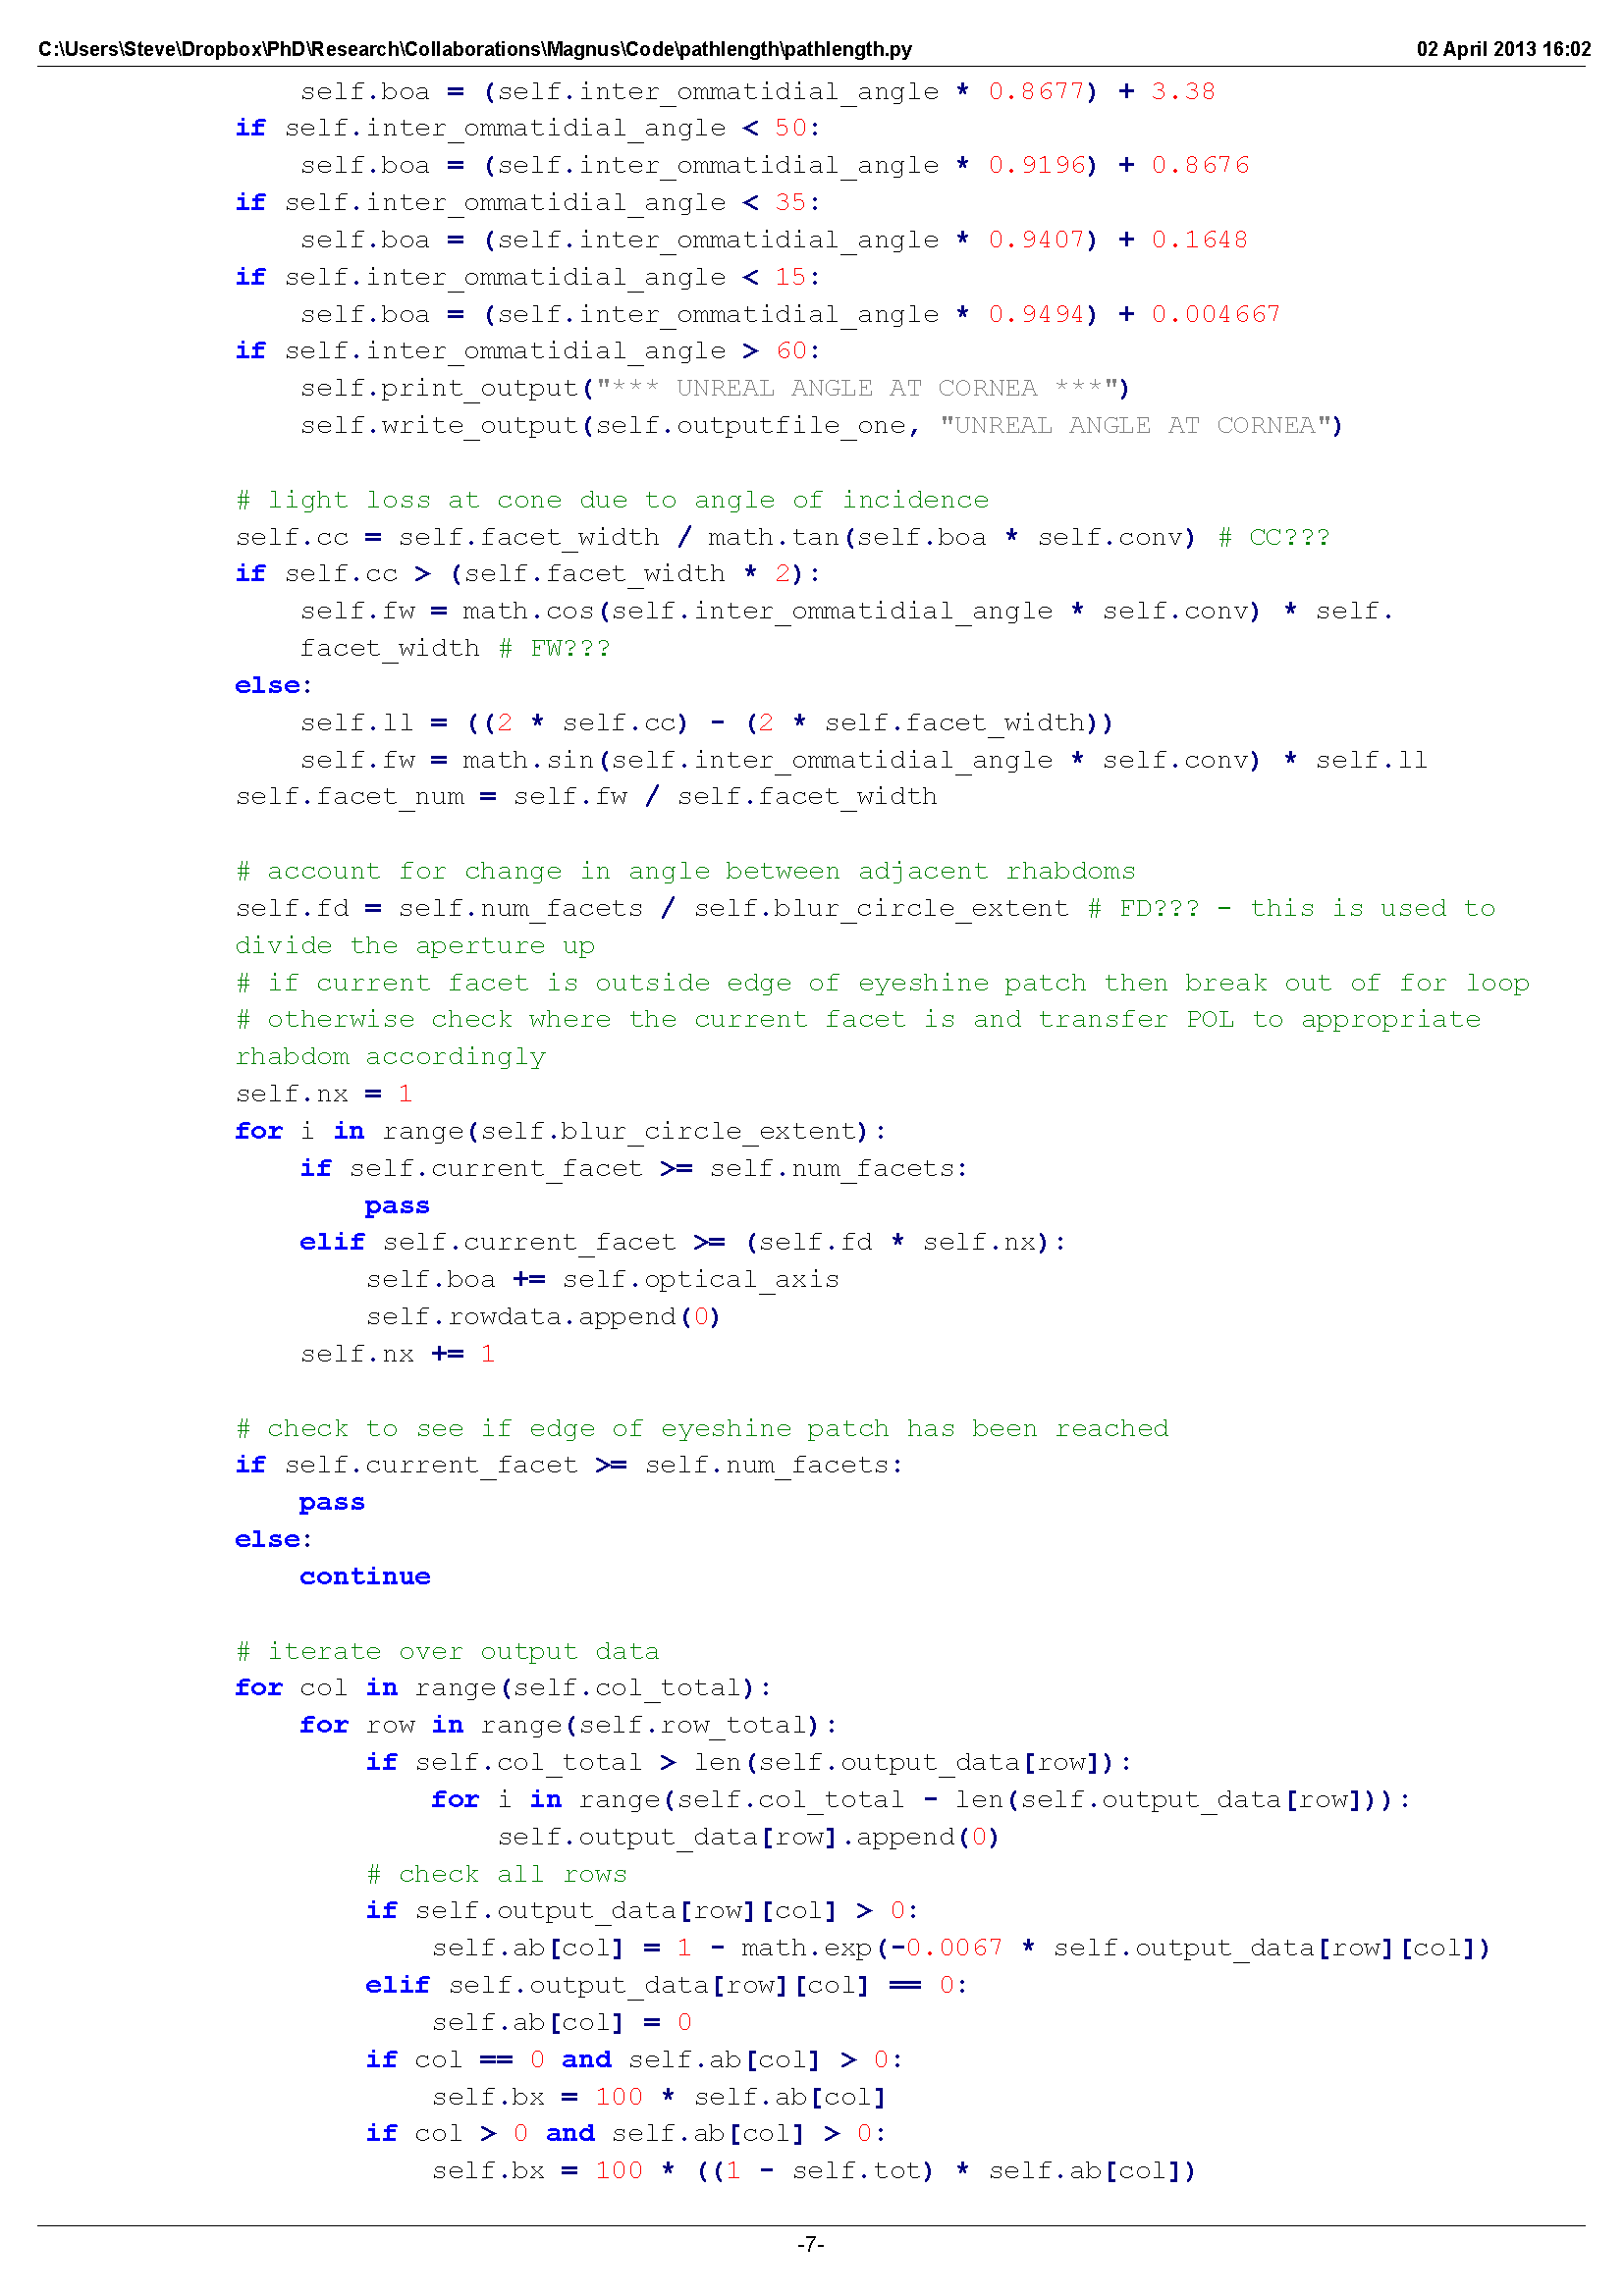 C:\Users\Steve\Dropbox\PhD\Research\Collaborations\Magnus\Code\pathlength\pathlength.py 02 April 2013 16:02
self.boa = (self.inter_ommatidial_angle * 0.8677) + 3.38
if self.inter_ommatidial_angle < 50:
self.boa = (self.inter_ommatidial_angle * 0.9196) + 0.8676
if self.inter_ommatidial_angle < 35:
self.boa = (self.inter_ommatidial_angle * 0.9407) + 0.1648
if self.inter_ommatidial_angle < 15:
self.boa = (self.inter_ommatidial_angle * 0.9494) + 0.004667
if self.inter_ommatidial_angle > 60:
self.print_output("*** UNREAL ANGLE AT CORNEA ***")
self.write_output(self.outputfile_one, "UNREAL ANGLE AT CORNEA")
# light loss at cone due to angle of incidence
self.cc = self.facet_width / math.tan(self.boa * self.conv) # CC???
if self.cc > (self.facet_width * 2):
self.fw = math.cos(self.inter_ommatidial_angle * self.conv) * self.
facet_width # FW???
else:
self.ll = ((2 * self.cc) - (2 * self.facet_width))
self.fw = math.sin(self.inter_ommatidial_angle * self.conv) * self.ll
self.facet_num = self.fw / self.facet_width
# account for change in angle between adjacent rhabdoms
self.fd = self.num_facets / self.blur_circle_extent # FD??? - this is used to
divide the aperture up
# if current facet is outside edge of eyeshine patch then break out of for loop
# otherwise check where the current facet is and transfer POL to appropriate
rhabdom accordingly
self.nx = 1
for i in range(self.blur_circle_extent):
if self.current_facet >= self.num_facets:
pass
elif self.current_facet >= (self.fd * self.nx):
self.boa += self.optical_axis
self.rowdata.append(0)
self.nx += 1
# check to see if edge of eyeshine patch has been reached
if self.current_facet >= self.num_facets:
pass
else:
continue
# iterate over output data
for col in range(self.col_total):
for row in range(self.row_total):
if self.col_total > len(self.output_data[row]):
for i in range(self.col_total - len(self.output_data[row])):
self.output_data[row].append(0)
# check all rows
if self.output_data[row][col] > 0:
self.ab[col] = 1 - math.exp(-0.0067 * self.output_data[row][col])
elif self.output_data[row][col] == 0:
self.ab[col] = 0
if col == 0 and self.ab[col] > 0:
self.bx = 100 * self.ab[col]
if col > 0 and self.ab[col] > 0:
self.bx = 100 * ((1 - self.tot) * self.ab[col])
-7-